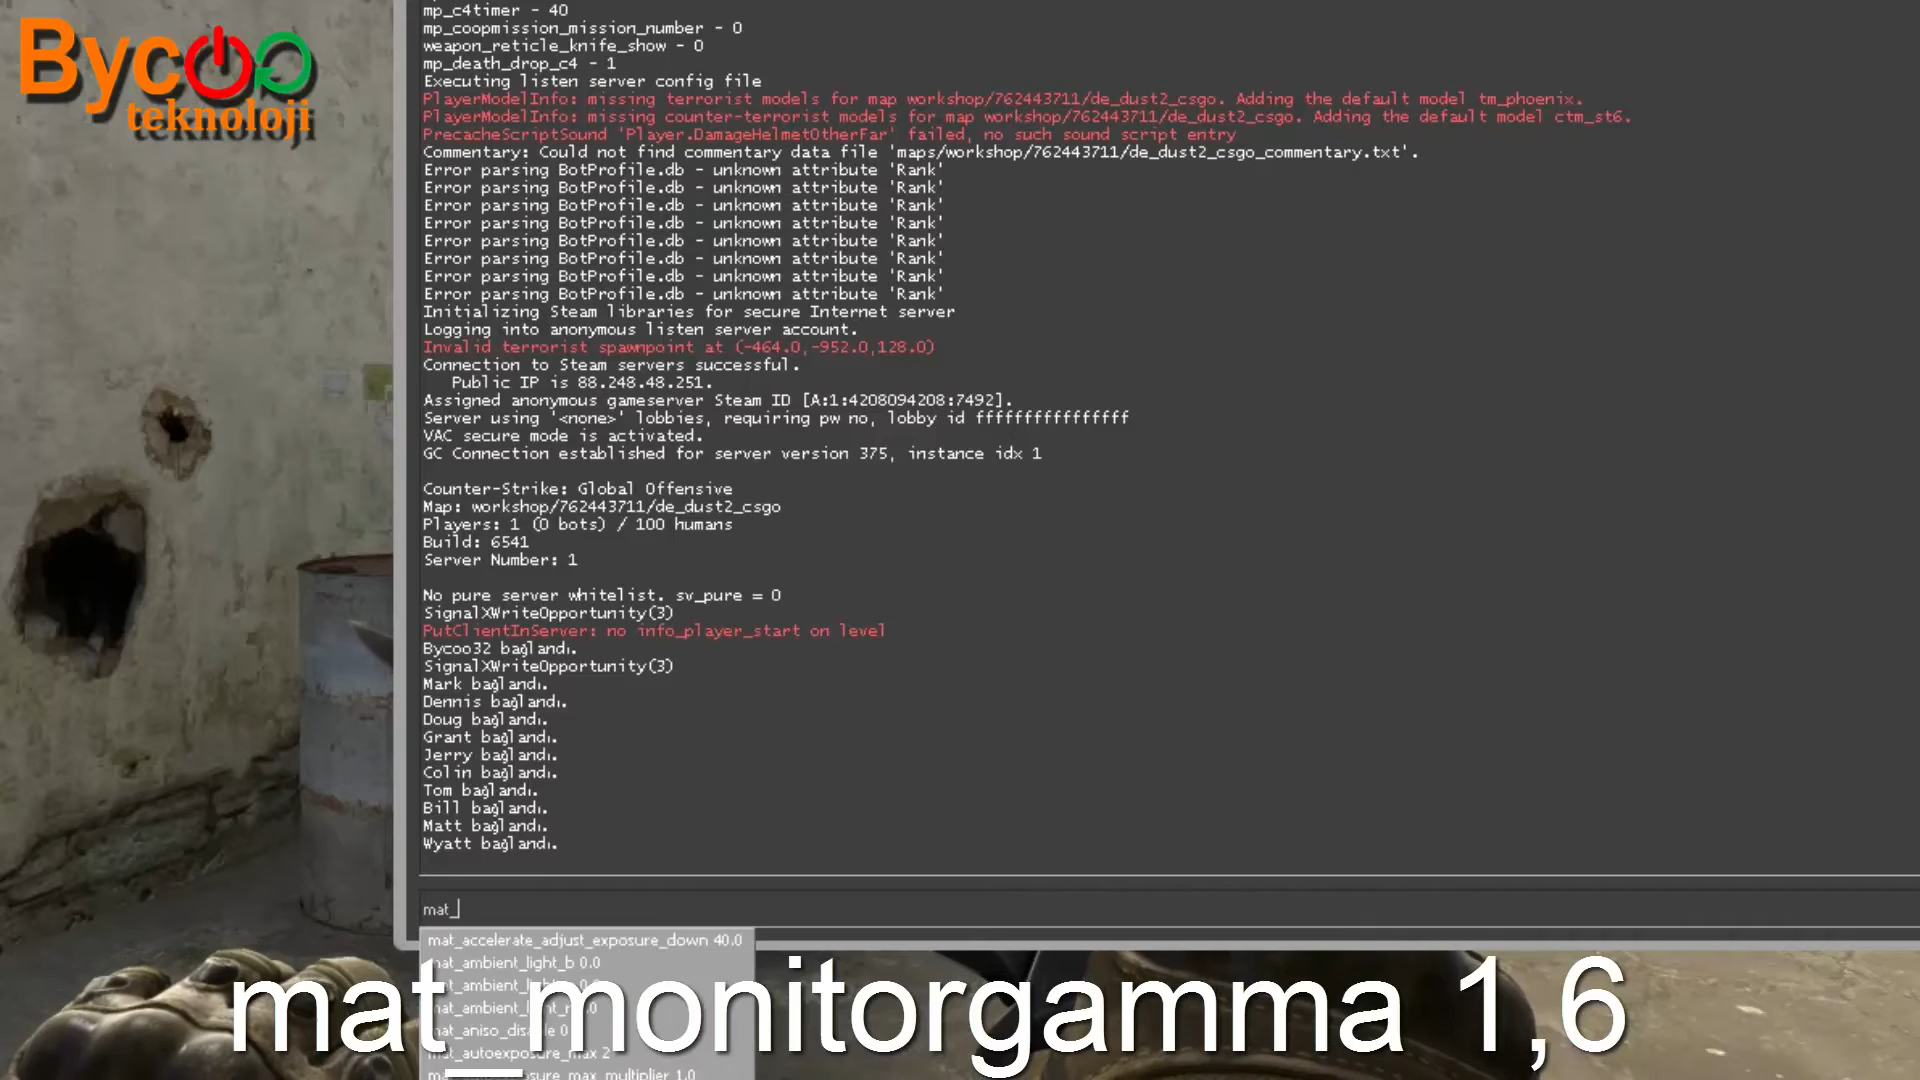 Bycoo
teknoloji
mp_c4timer - 40
mp_coopmission_mission_number - 0
weapon_reticle_knife_show - 0
mp_death_drop_c4 - 1
Executing listen server config file
PlayerModelInfo: missing terrorist models for map workshop/762443711/de_dust2_csgo. Adding the default model tm_phoenix.
PlayerModelInfo: missing counter-terrorist models for map workshop/762443711/de_dust2_csgo. Adding the default model ctm_st6.
PrecacheScriptSound 'Player.DamageHelmetOtherFar' failed, no such sound script entry
Commentary: Could not find commentary data file 'maps/workshop/762443711/de_dust2_csgo_commentary.txt'.
Error parsing BotProfile.db - unknown attribute 'Rank'
Error parsing BotProfile.db - unknown attribute 'Rank'
Error parsing BotProfile.db - unknown attribute 'Rank'
Error parsing BotProfile.db - unknown attribute 'Rank'
Error parsing BotProfile.db - unknown attribute 'Rank'
Error parsing BotProfile.db - unknown attribute 'Rank'
Error parsing BotProfile.db - unknown attribute 'Rank'
Error parsing BotProfile.db - unknown attribute 'Rank'
Initializing Steam libraries for secure Internet server
Logging into anonymous listen server account.
Invalid terrorist spawnpoint at (-464.0,-952.0,128.0)
Connection to Steam servers successful.
Public IP is 88.248.48.251.
Assigned anonymous gameserver Steam ID [A:1:4208094208:7492].
Server using '<none>' lobbies, requiring pw no, lobby id ffffffffffffffff
VAC secure mode is activated.
GC Connection established for server version 375, instance idx 1
Counter-Strike: Global Offensive
Map: workshop/762443711/de_dust2_csgo
Players: 1 (0 bots) / 100 humans
Build: 6541
Server Number: 1
No pure server whitelist. sv_pure = 0
SignalXWriteOpportunity(3)
PutClientInServer: no info_player_start on level
Bycoo32 bağlandı.
SignalXWriteOpportunity(3)
Mark bağlandı.
Dennis bağlandı.
Doug bağlandı.
Grant bağlandı.
Jerry bağlandı.
Colin bağlandı.
Tom bağlandı.
Bill bağlandı.
Matt bağlandı.
Wyatt bağlandı.
mat_
mat_accelerate_adjust_exposure_down 40.0
mat_ambient_light_b 0.0
mat_autoexposure_max 2
mat_monitorgamma 1,6